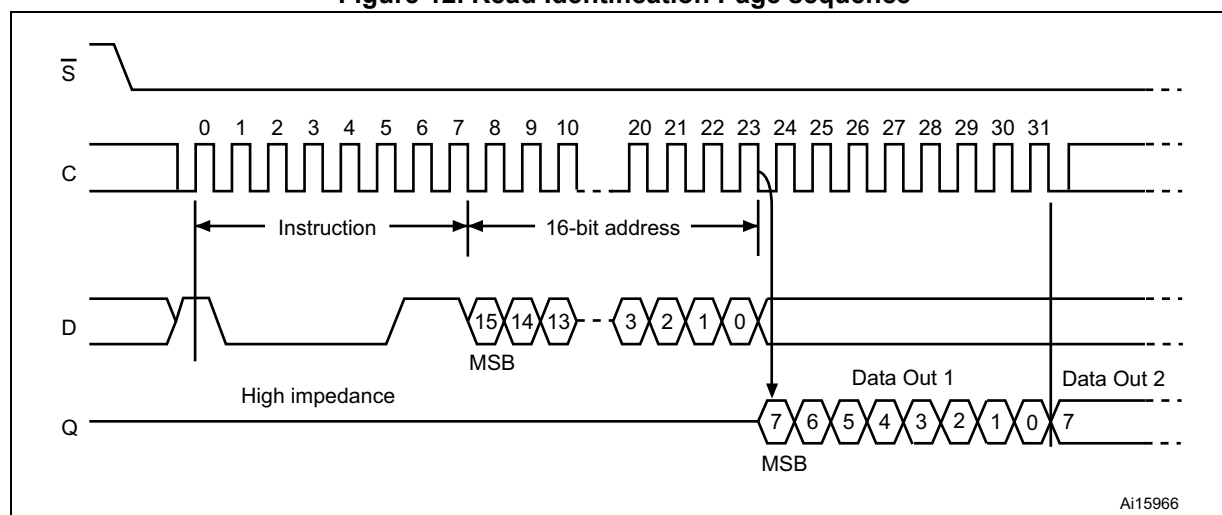 Figure 12. Read Identification Page sequence
S
0 1 2 3 4 5 6 7 8 9 10 20 21 22 23 24 25 26 27 28 29 30 31
C
Instruction 16-bit address
D 15 14 13 3 2 1 0
MSB
High impedance Data Out 1 Data Out 2
Q 7 6 5 4 3 2 1 0 7
MSB
Ai15966